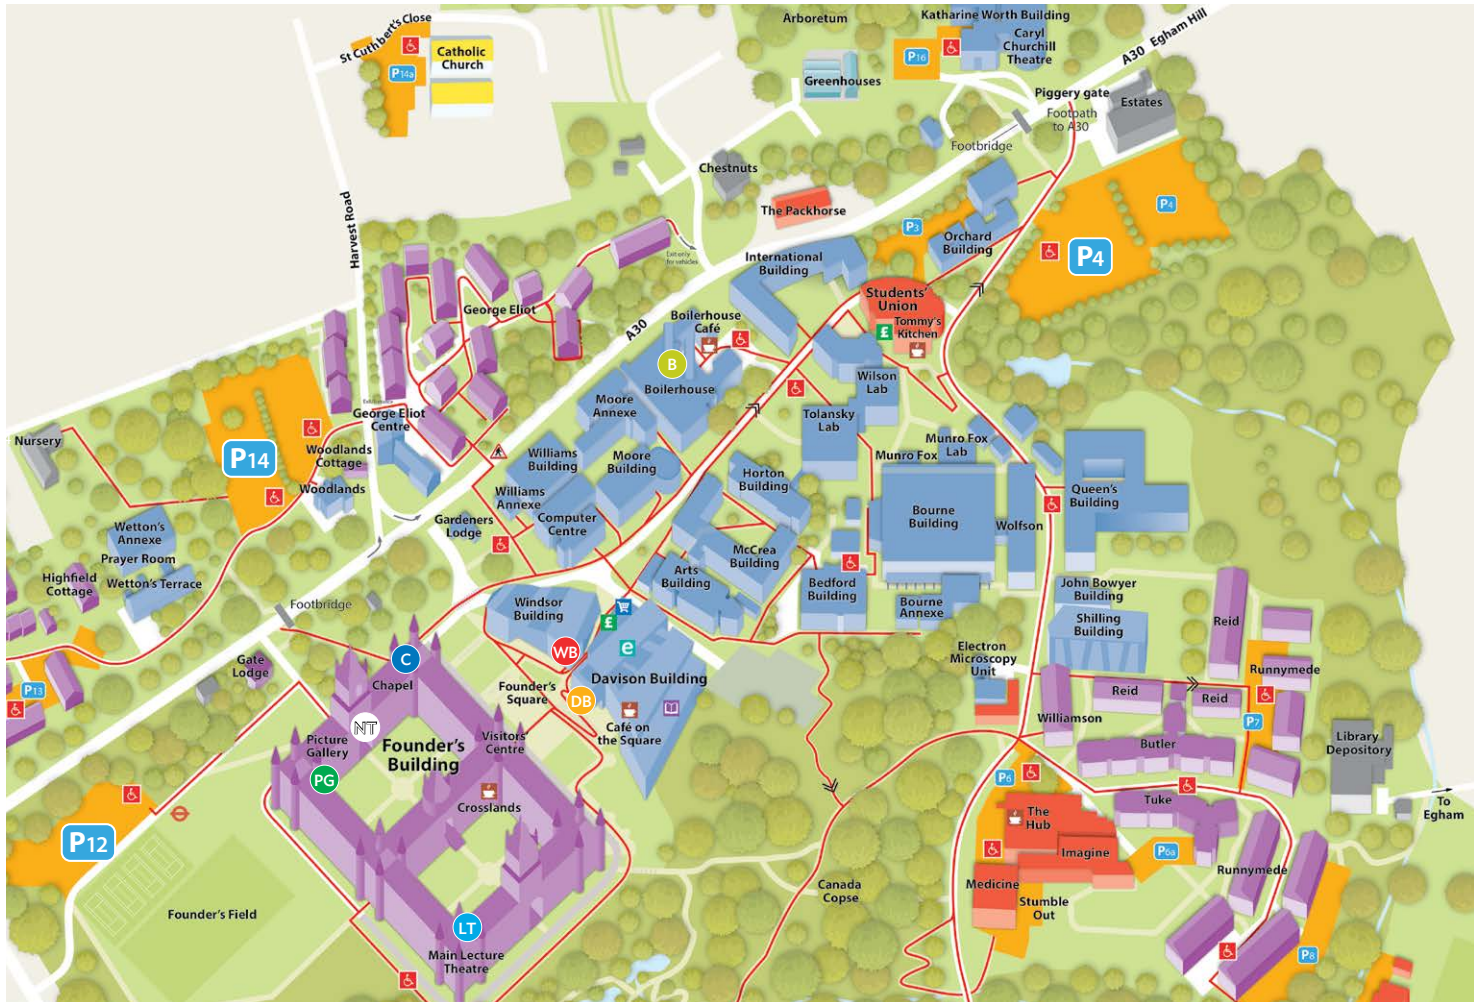 St Cuthbert's Close
Catholic
Church
P14a
Arboretum
Katharine Worth Building
Caryl
Churchill
Theatre
P16
Greenhouses
A30 Egham Hill
Piggery gate
Estates
Footpath
to A30
Footbridge
Chestnuts
The Packhorse
P3
P4
P4
Orchard
Building
Harvest Road
Exit only
for vehicles
International
Building
George Eliot
A30
Boilerhouse
Café
Students'
Union
Tommy's
Kitchen
£
B
Boilerhouse
Wilson
Lab
Moore
Annexe
Tolansky
Lab
George Eliot
Centre
Nursery
P14
Woodlands
Cottage
Woodlands
Williams
Building
Moore
Building
Munro Fox
Lab
Munro Fox
Horton
Building
Queen's
Building
Williams
Annexe
Computer
Centre
Gardeners
Lodge
Bourne
Building
Wolfson
Wetton's
Annexe
Prayer Room
Wetton's Terrace
McCrea
Building
Arts
Building
Highfield
Cottage
Footbridge
Bedford
Building
Bourne
Annexe
John Bowyer
Building
Shilling
Building
Windsor
Building
£
e
Reid
WB
Electron
Microscopy
Unit
C
Gate
Lodge
Chapel
Founder's
Square
DB
Davison Building
Runnymede
P13
Reid
Reid
Williamson
P7
NT
Picture
Gallery
Founder's
Building
Visitors'
Centre
Café on
the Square
Butler
Library
Depository
PG
Crosslands
P6
Tuke
To
Egham
P12
The
Hub
Imagine
P6a
Runnymede
Medicine
Stumble
Out
Canada
Copse
Founder's Field
LT
Main Lecture
Theatre
P8